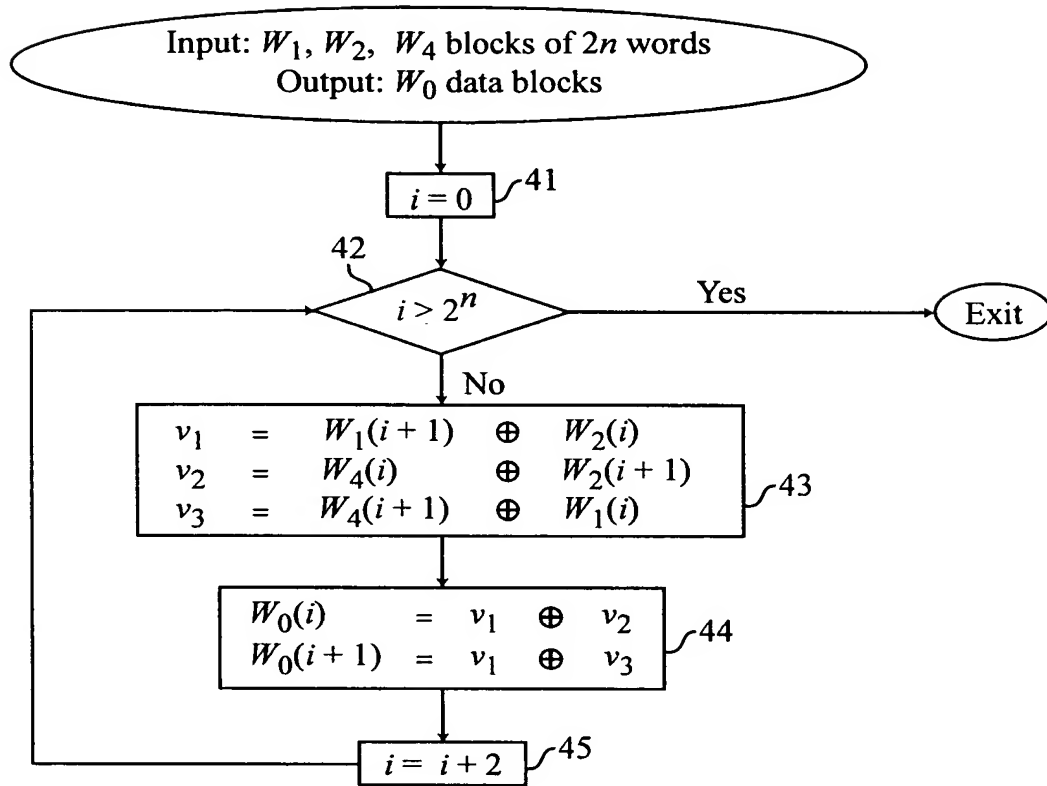 Input: W₁, W₂, W₄ blocks of 2n words
Output: W₀ data blocks
i = 0
41
42
i > 2ⁿ
Yes
Exit
No
v₁ = W₁(i + 1) ⊕ W₂(i)
v₂ = W₄(i) ⊕ W₂(i + 1)
v₃ = W₄(i + 1) ⊕ W₁(i)
43
W₀(i) = v₁ ⊕ v₂
W₀(i + 1) = v₁ ⊕ v₃
44
i = i + 2
45